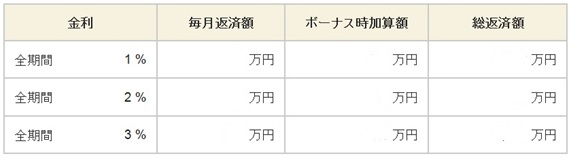 金利 毎月返済額 ボーナス時加算額 総返済額
全期間 1 % 万円 万円 万円
全期間 2 % 万円 万円 万円
全期間 3 % 万円 万円 万円